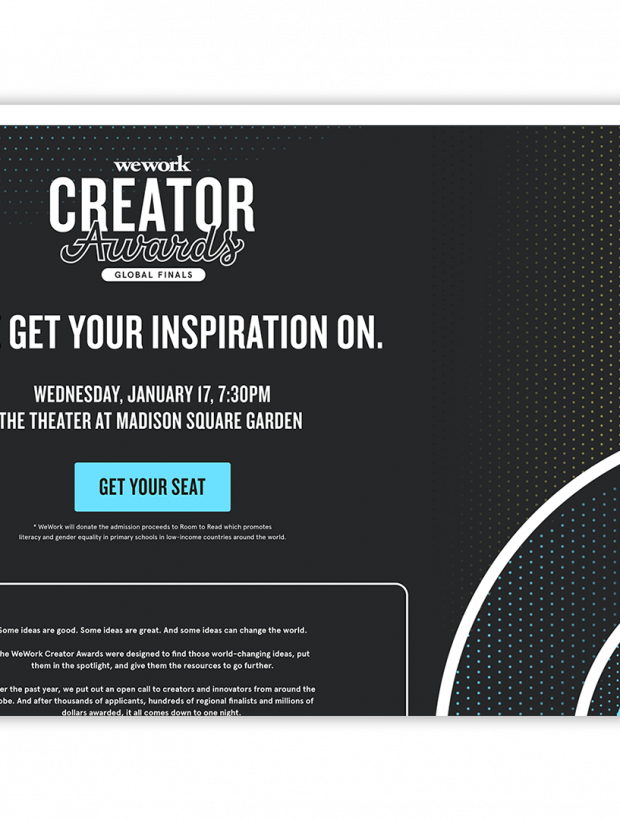 wework
CREATOR
Awards
GLOBAL FINALS
GET YOUR INSPIRATION ON.
WEDNESDAY, JANUARY 17, 7:30PM
THE THEATER AT MADISON SQUARE GARDEN
GET YOUR SEAT
* WeWork will donate the admission proceeds to Room to Read which promotes
literacy and gender equality in primary schools in low-income countries around the world.
Some ideas are good. Some ideas are great. And some ideas can change the world.
he WeWork Creator Awards were designed to find those world-changing ideas, put
them in the spotlight, and give them the resources to go further.
er the past year, we put out an open call to creators and innovators from around the
obe. And after thousands of applicants, hundreds of regional finalists and millions of
dollars awarded, it all comes down to one night.